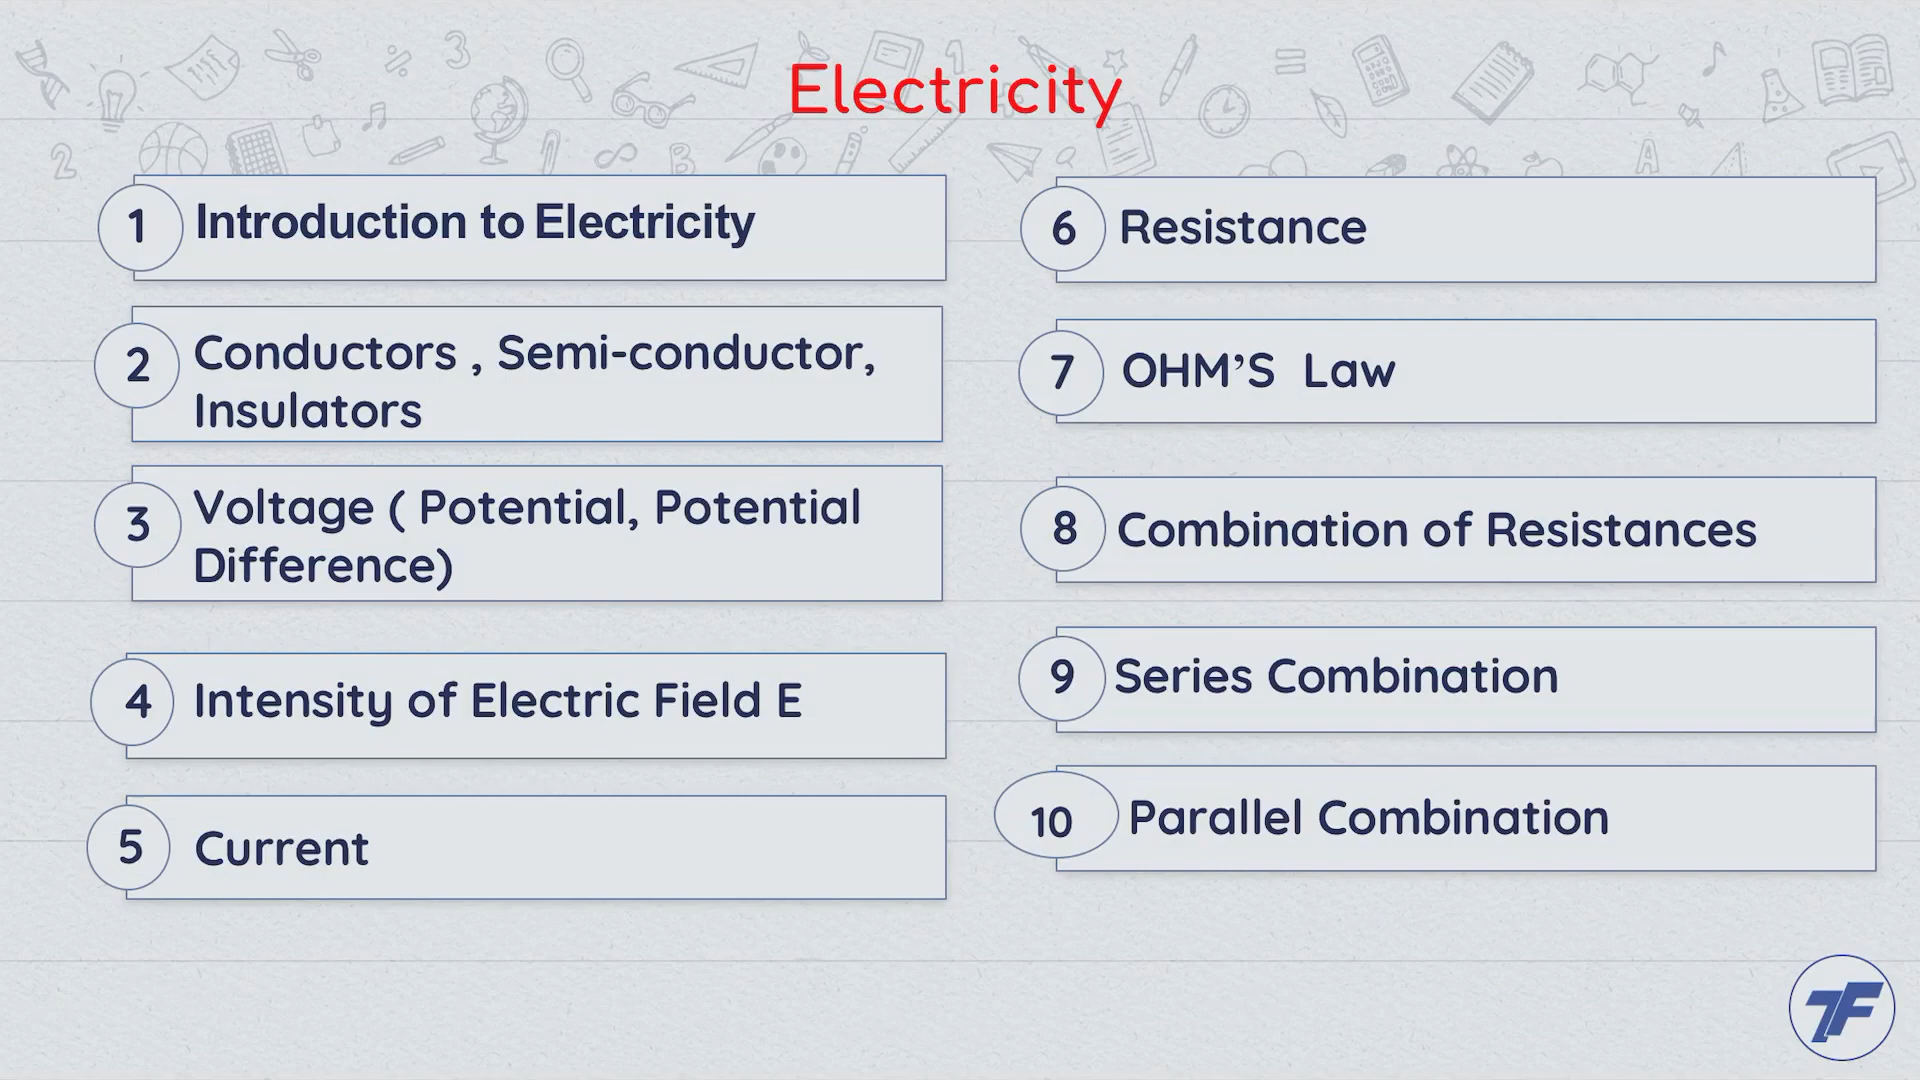 Electricity
1 Introduction to Electricity
2 Conductors , Semi-conductor,
Insulators
3 Voltage ( Potential, Potential
Difference)
4 Intensity of Electric Field E
5 Current
6 Resistance
7 OHM’S Law
8 Combination of Resistances
9 Series Combination
10 Parallel Combination
TF